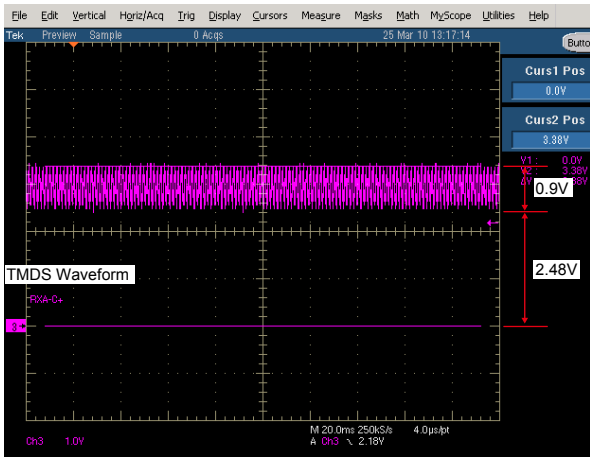 File Edit Vertical Horiz/Acq Trig Display Cursors Measure Masks Math MyScope Utilities Help
Tek Preview Sample 0 Acqs 25 Mar 10 13:17:14
Butto
Curs1 Pos
0.0V
Curs2 Pos
3.38V
V1: 0.0V
V2: 3.38V
0.9V
2.48V
TMDS Waveform
RXA-C+
3
M 20.0ms 250kS/s 4.0µs/pt
A Ch3 \ 2.18V
Ch3 1.0V